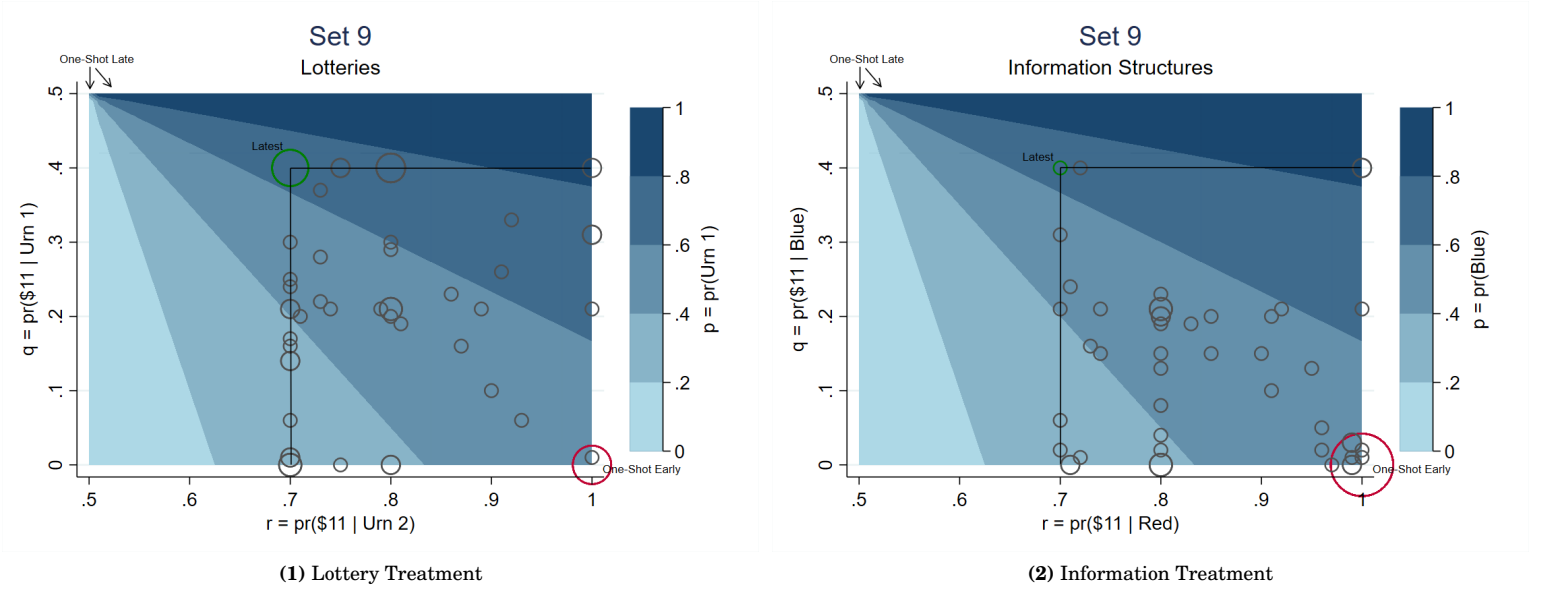 Set 9
One-Shot Late
Lotteries
Latest
One-Shot Early
.5
.4
.3
.2
.1
0
q = pr($11 | Urn 1)
.5
.6
.7
.8
.9
1
r = pr($11 | Urn 2)
1
.8
.6
.4
.2
0
p = pr(Urn 1)
(1) Lottery Treatment
Set 9
One-Shot Late
Information Structures
Latest
One-Shot Early
.5
.4
.3
.2
.1
0
q = pr($11 | Blue)
.5
.6
.7
.8
.9
1
r = pr($11 | Red)
1
.8
.6
.4
.2
0
p = pr(Blue)
(2) Information Treatment